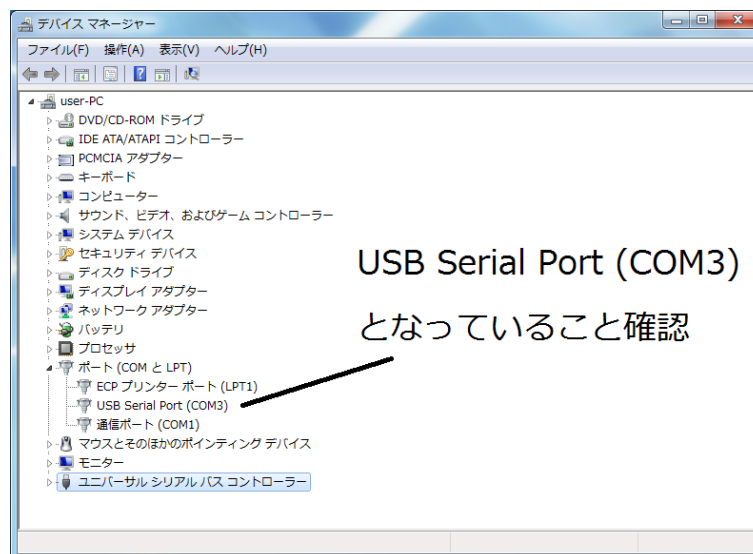 デバイス マネージャー
ファイル(F) 操作(A) 表示(V) ヘルプ(H)
user-PC
DVD/CD-ROM ドライブ
IDE ATA/ATAPI コントローラー
PCMCIA アダプター
キーボード
コンピューター
サウンド、ビデオ、およびゲーム コントローラー
システム デバイス
セキュリティ デバイス
ディスク ドライブ
ディスプレイ アダプター
ネットワーク アダプター
バッテリ
プロセッサ
ポート (COM と LPT)
ECP プリンター ポート (LPT1)
USB Serial Port (COM3)
通信ポート (COM1)
マウスとそのほかのポインティング デバイス
モニター
ユニバーサル シリアル バス コントローラー
USB Serial Port (COM3)
となっていること確認